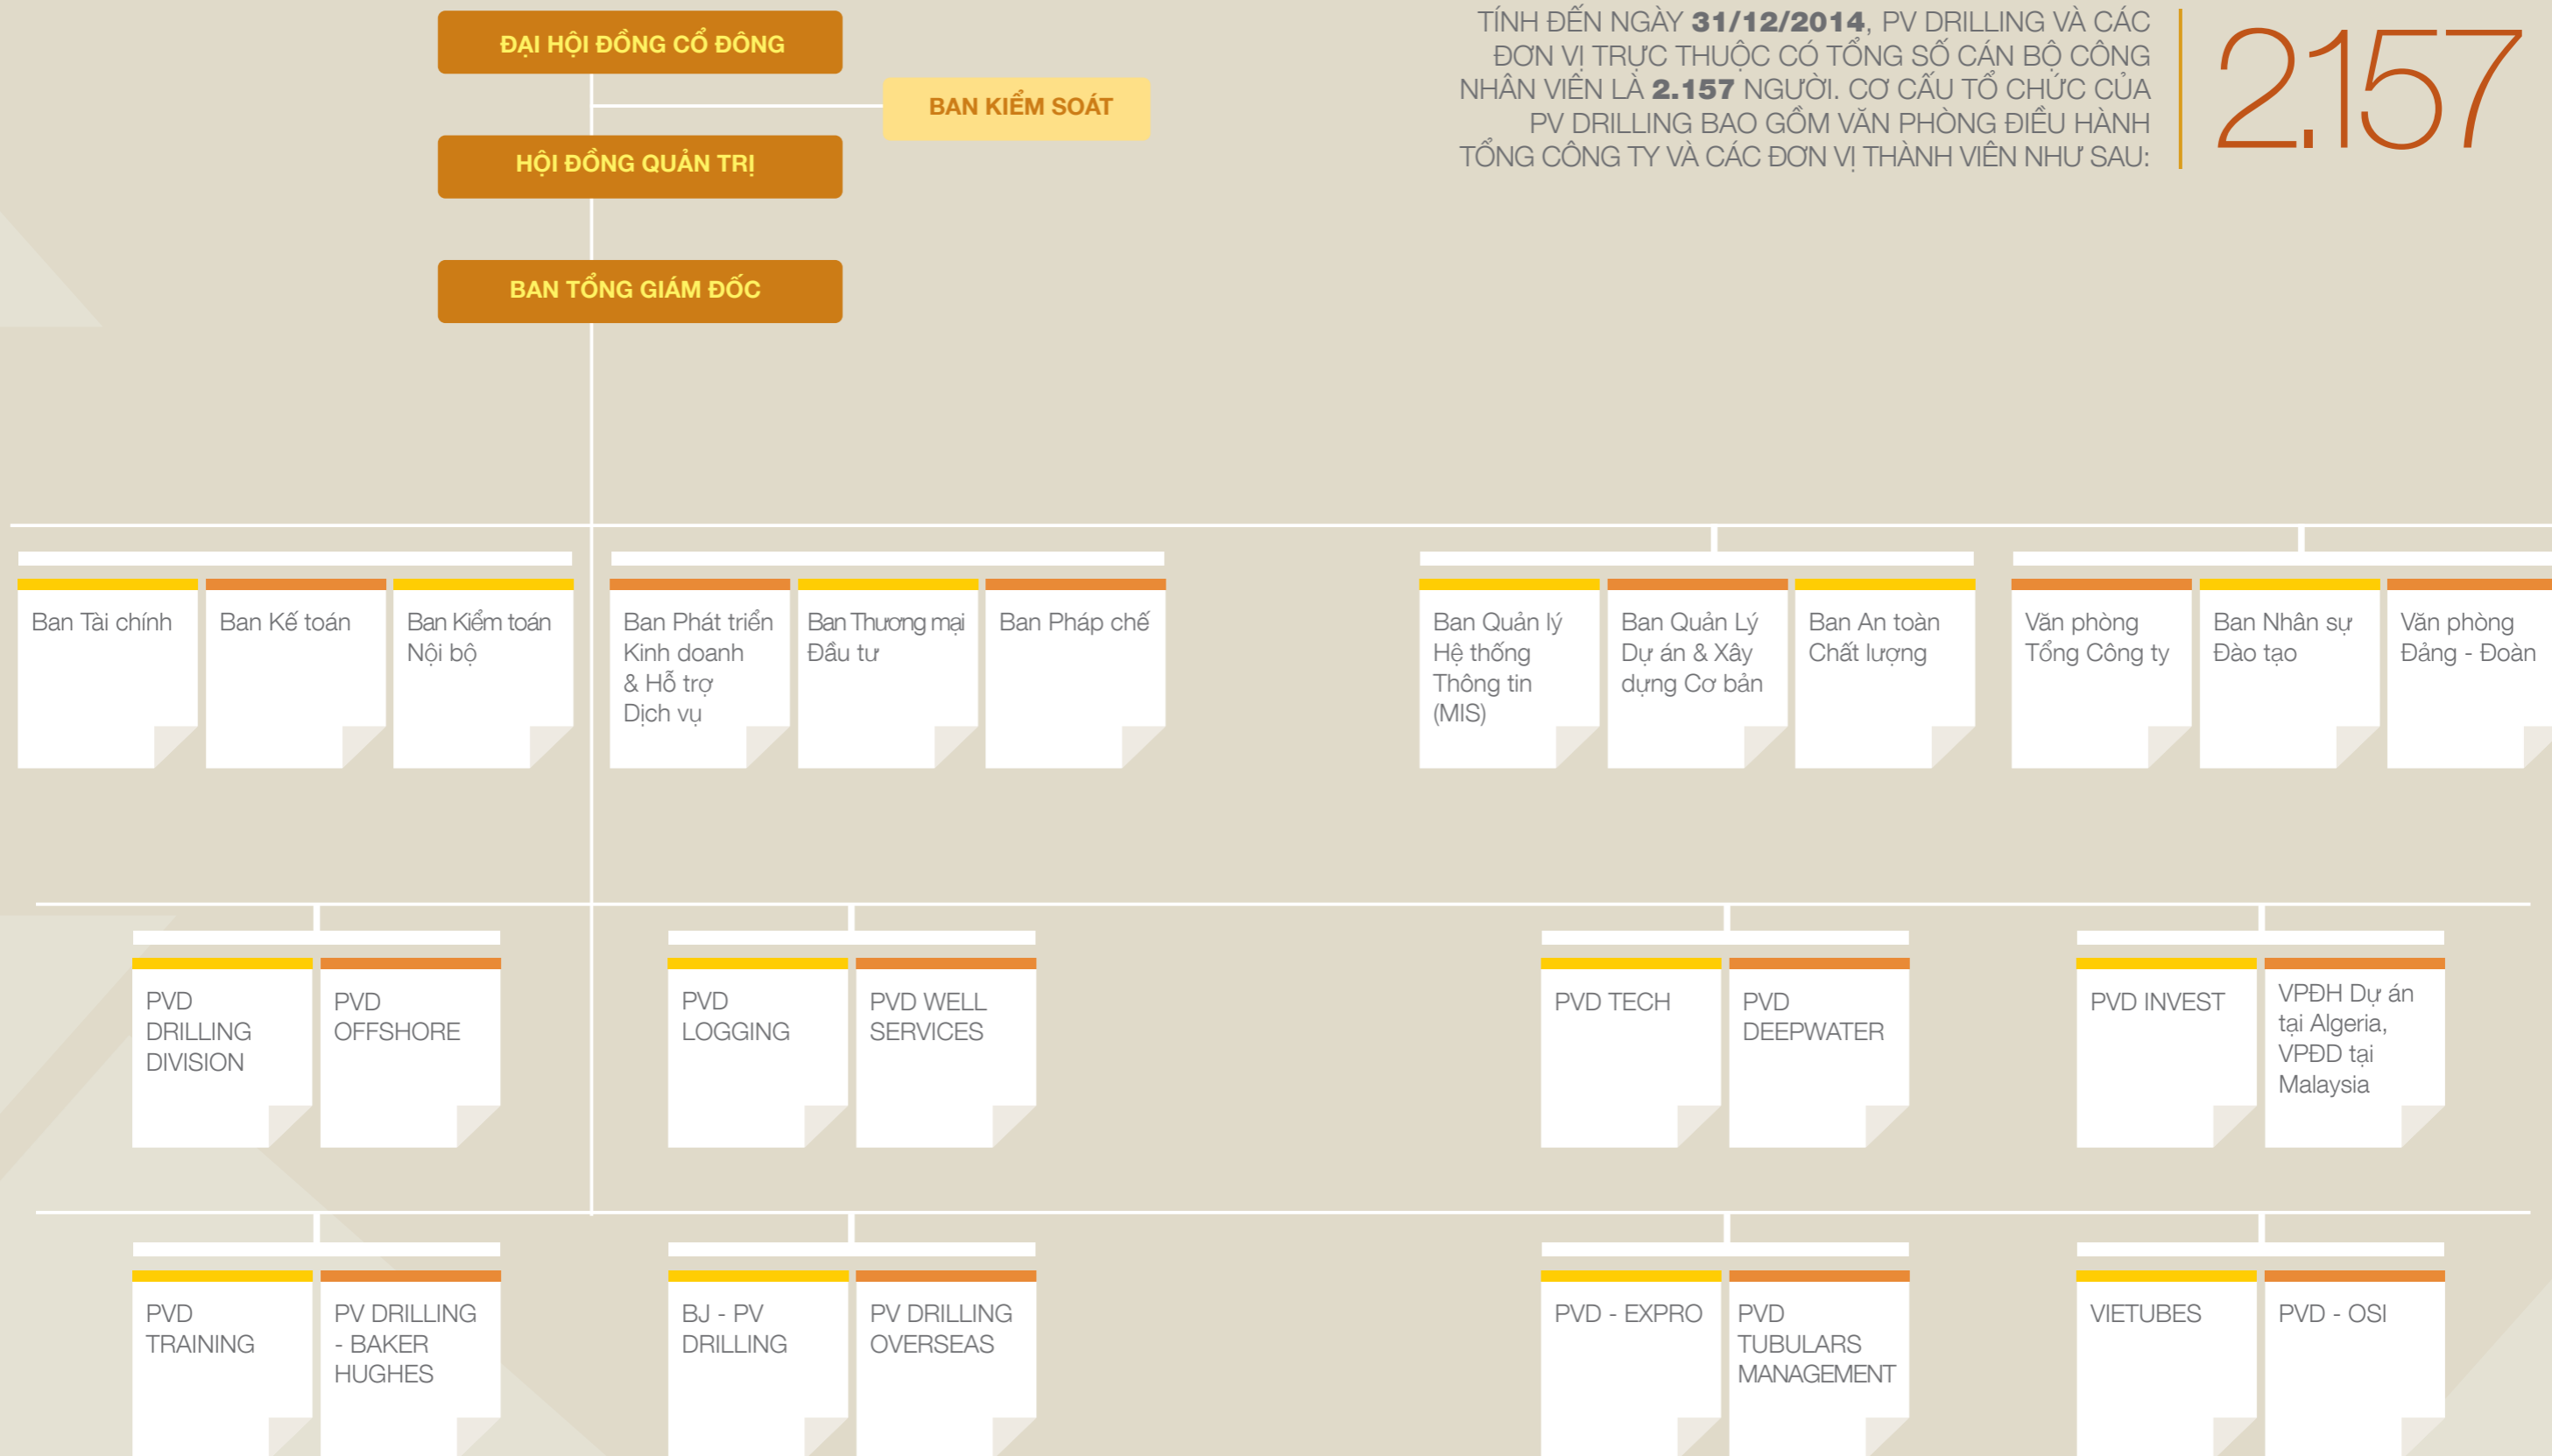 ĐẠI HỘI ĐỒNG CỔ ĐÔNG
BAN KIỂM SOÁT
HỘI ĐỒNG QUẢN TRỊ
BAN TỔNG GIÁM ĐỐC
TÍNH ĐẾN NGÀY 31/12/2014, PV DRILLING VÀ CÁC
ĐƠN VỊ TRỰC THUỘC CÓ TỔNG SỐ CÁN BỘ CÔNG
NHÂN VIÊN LÀ 2.157 NGƯỜI. CƠ CẤU TỔ CHỨC CỦA
PV DRILLING BAO GỒM VĂN PHÒNG ĐIỀU HÀNH
TỔNG CÔNG TY VÀ CÁC ĐƠN VỊ THÀNH VIÊN NHƯ SAU:
2.157
Ban Tài chính
Ban Kế toán
Ban Kiểm toán
Nội bộ
Ban Phát triển
Kinh doanh
& Hỗ trợ
Dịch vụ
Ban Thương mại
Đầu tư
Ban Pháp chế
Ban Quản lý
Hệ thống
Thông tin
(MIS)
Ban Quản Lý
Dự án & Xây
dựng Cơ bản
Ban An toàn
Chất lượng
Văn phòng
Tổng Công ty
Ban Nhân sự
Đào tạo
Văn phòng
Đảng - Đoàn
PVD
DRILLING
DIVISION
PVD
OFFSHORE
PVD
LOGGING
PVD WELL
SERVICES
PVD TECH
PVD
DEEPWATER
PVD INVEST
VPĐH Dự án
tại Algeria,
VPĐD tại
Malaysia
PVD
TRAINING
PV DRILLING
- BAKER
HUGHES
BJ - PV
DRILLING
PV DRILLING
OVERSEAS
PVD - EXPRO
PVD
TUBULARS
MANAGEMENT
VIETUBES
PVD - OSI